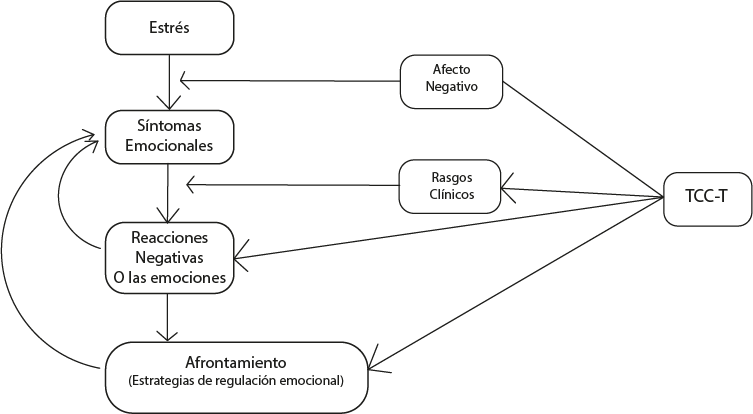 Estrés
Afecto
Negativo
Síntomas
Emocionales
Rasgos
Clínicos
TCC-T
Reacciones
Negativas
O las emociones
Afrontamiento
(Estrategias de regulación emocional)